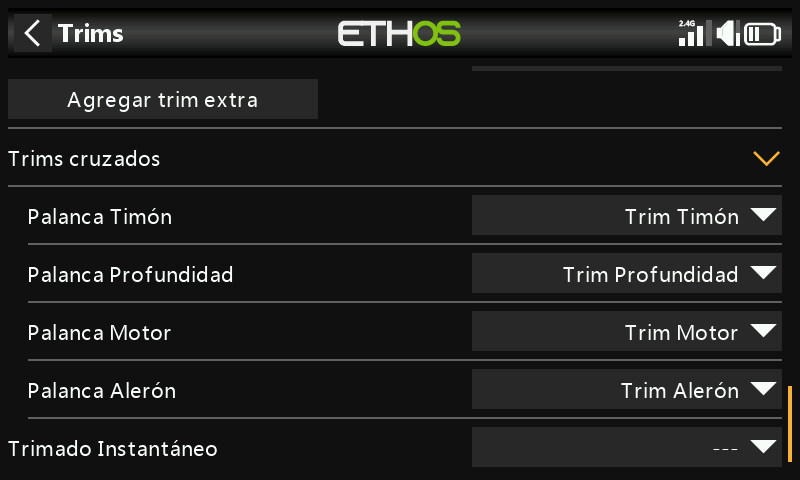 Trims
ETHOS
2.4G
Agregar trim extra
Trims cruzados
Palanca Timón
Trim Timón
Palanca Profundidad
Trim Profundidad
Palanca Motor
Trim Motor
Palanca Alerón
Trim Alerón
Trimado Instantáneo
---